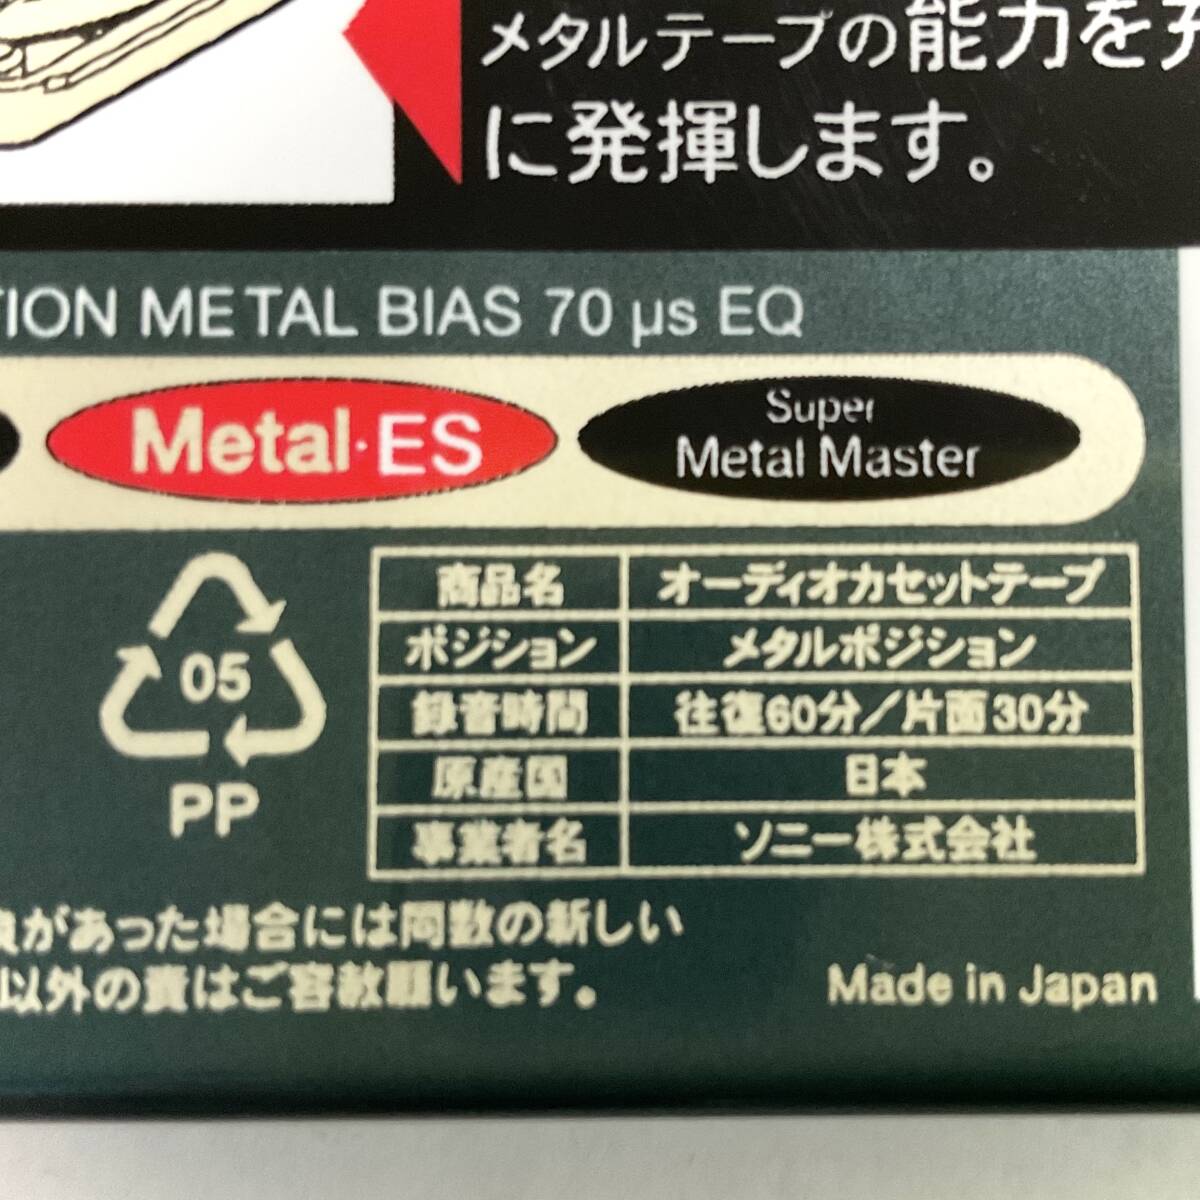 メタルテープの能力を
に発揮します。
TION METAL BIAS 70 µs EQ
Metal·ES
Super
Metal Master
05
PP
商品名 オーディオカセットテープ
ポジション メタルポジション
録音時間 往復60分/片面30分
原産国 日本
事業者名 ソニー株式会社
があった場合には同数の新しい
以外の責はご容赦願います。
Made in Japan